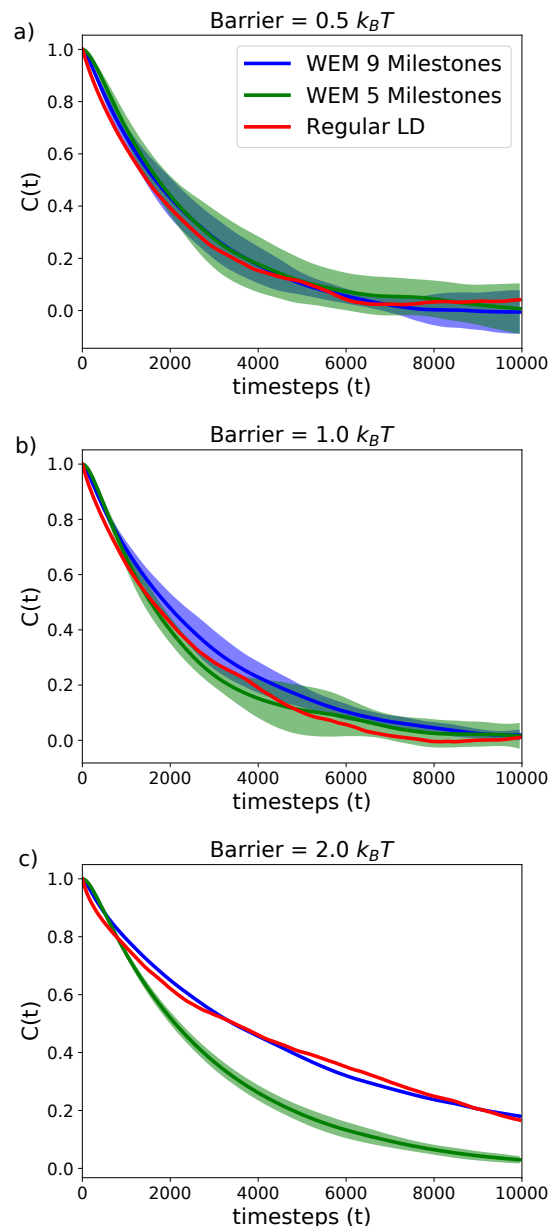 a)
Barrier = 0.5 k_BT
WEM 9 Milestones
WEM 5 Milestones
Regular LD
C(t)
1.0
0.8
0.6
0.4
0.2
0.0
0 2000 4000 6000 8000 10000
timesteps (t)
b)
Barrier = 1.0 k_BT
C(t)
1.0
0.8
0.6
0.4
0.2
0.0
0 2000 4000 6000 8000 10000
timesteps (t)
c)
Barrier = 2.0 k_BT
C(t)
1.0
0.8
0.6
0.4
0.2
0.0
0 2000 4000 6000 8000 10000
timesteps (t)